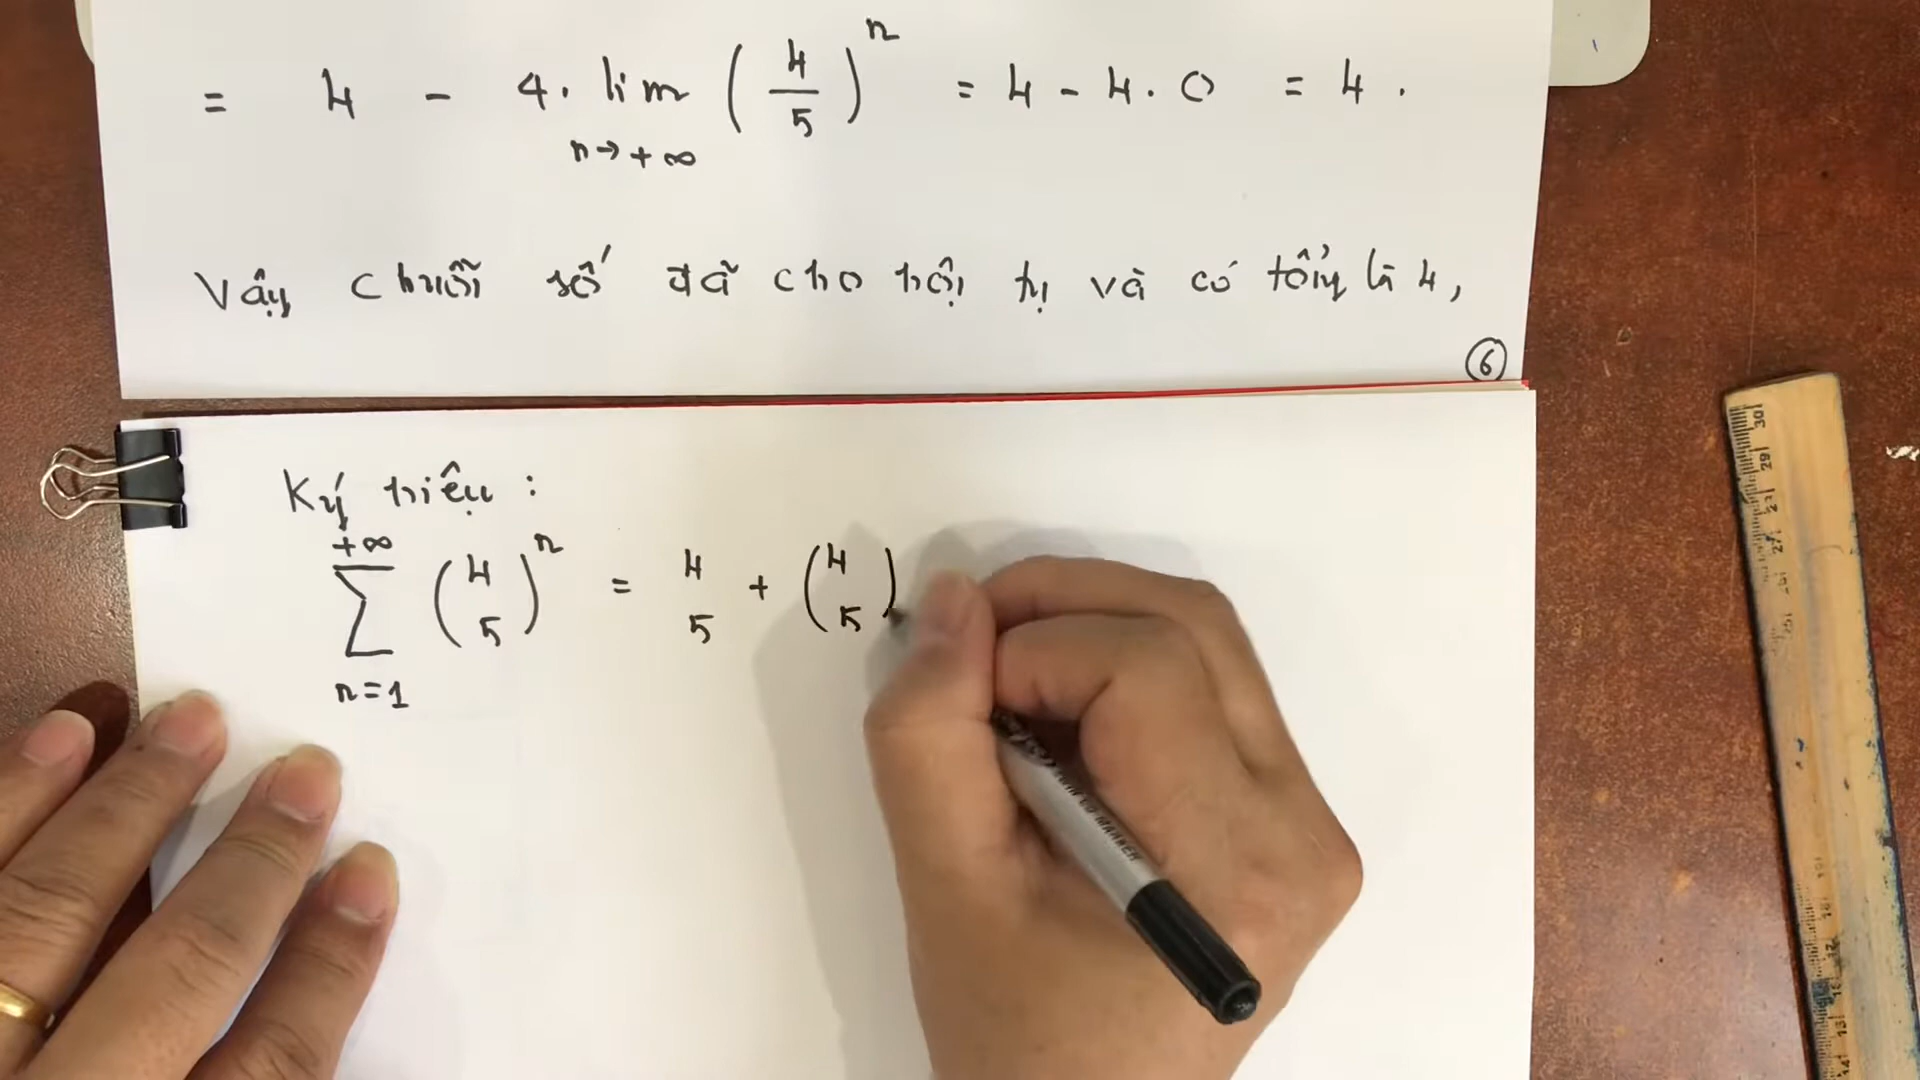 = 4 - 4. lim (4/5)^n = 4 - 4. 0 = 4 .
n→+∞
Vậy chuỗi số đã cho hội tụ và có tổng là 4,
6
Ký hiệu :
+∞
∑ (4 5)^n = 4 5 + (4 5)
n=1
30
29